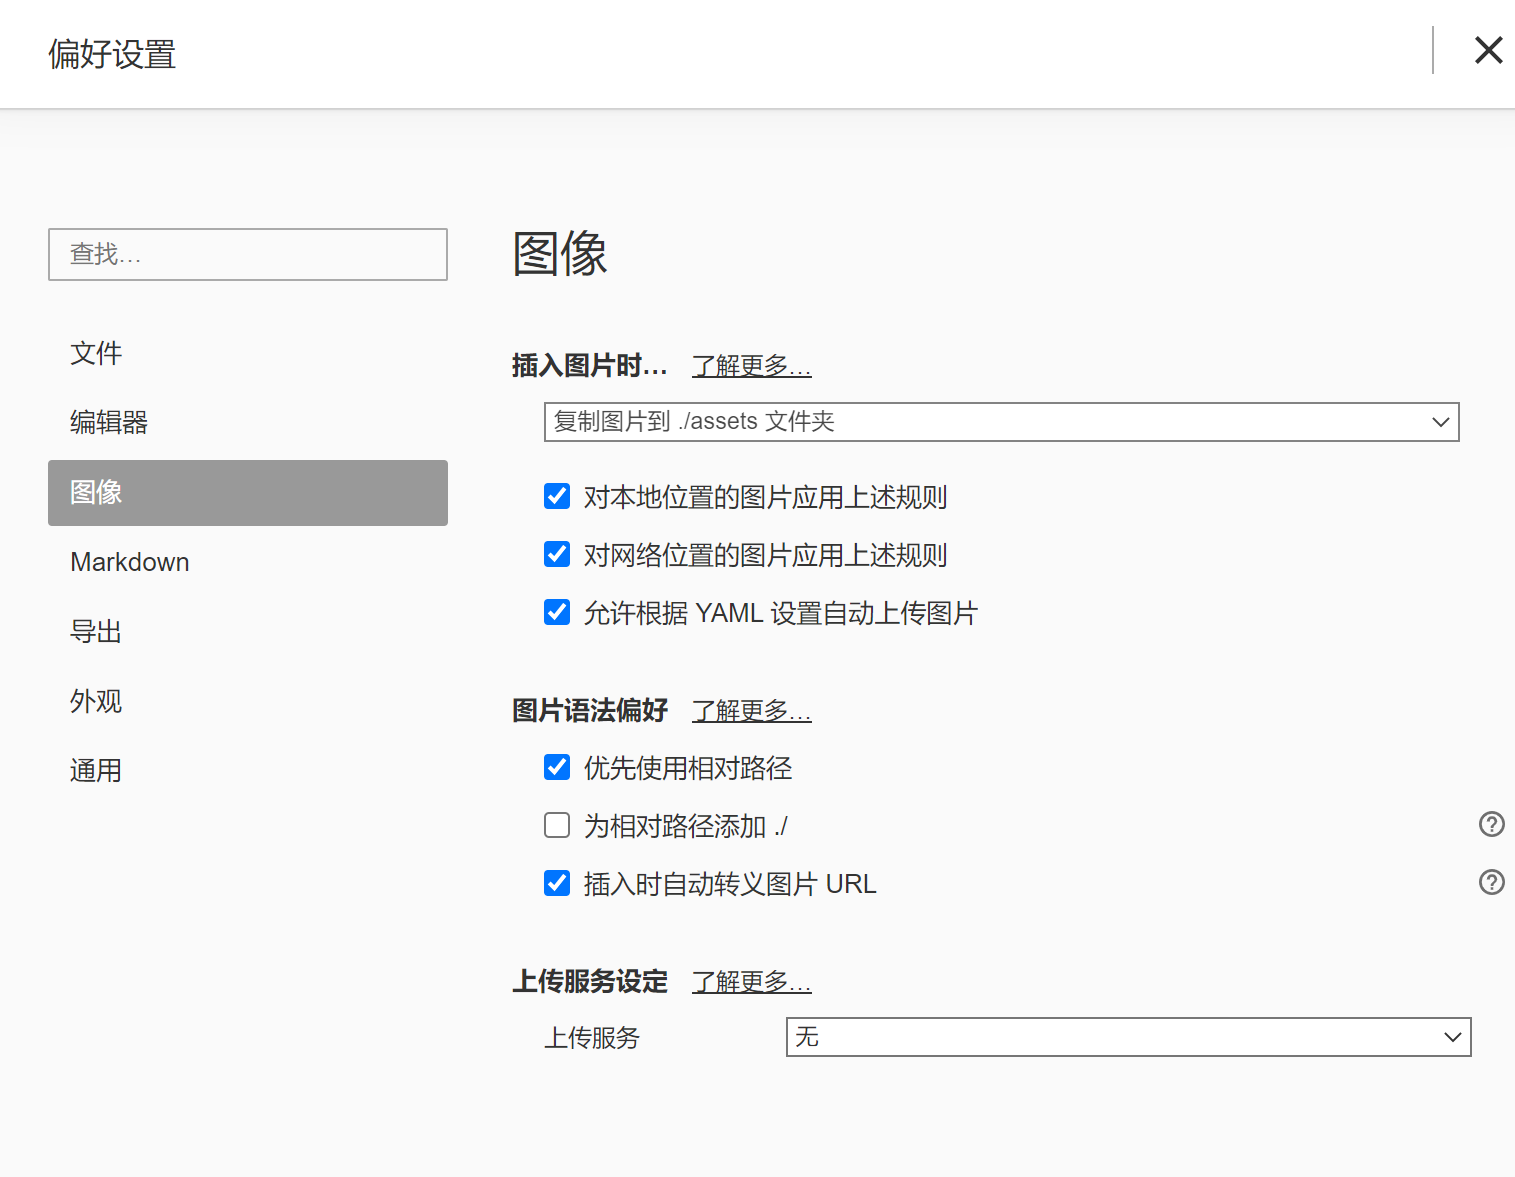 偏好设置
查找…
文件
编辑器
图像
Markdown
导出
外观
通用
图像
插入图片时… 了解更多…
复制图片到 ./assets 文件夹
对本地位置的图片应用上述规则
对网络位置的图片应用上述规则
允许根据 YAML 设置自动上传图片
图片语法偏好 了解更多…
优先使用相对路径
为相对路径添加 ./
插入时自动转义图片 URL
上传服务设定 了解更多…
上传服务 无